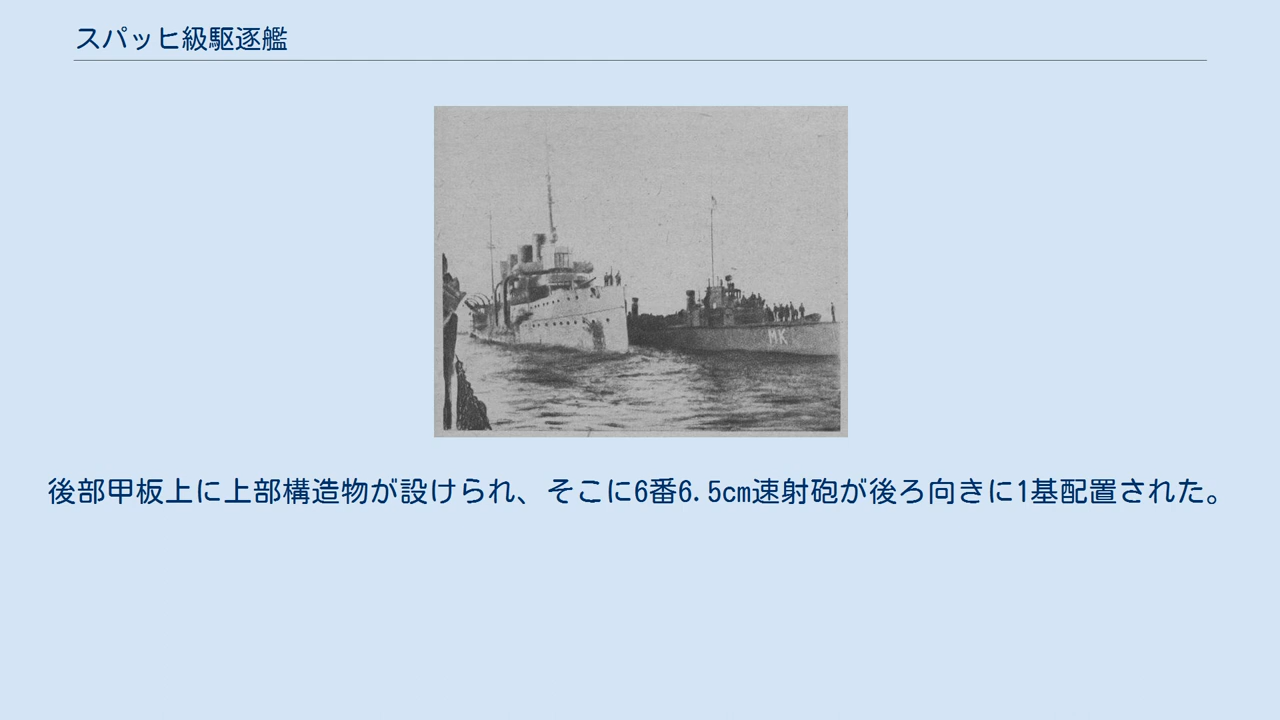 スパッヒ級駆逐艦
MK
後部甲板上に上部構造物が設けられ、そこに6番6.5cm速射砲が後ろ向きに1基配置された。